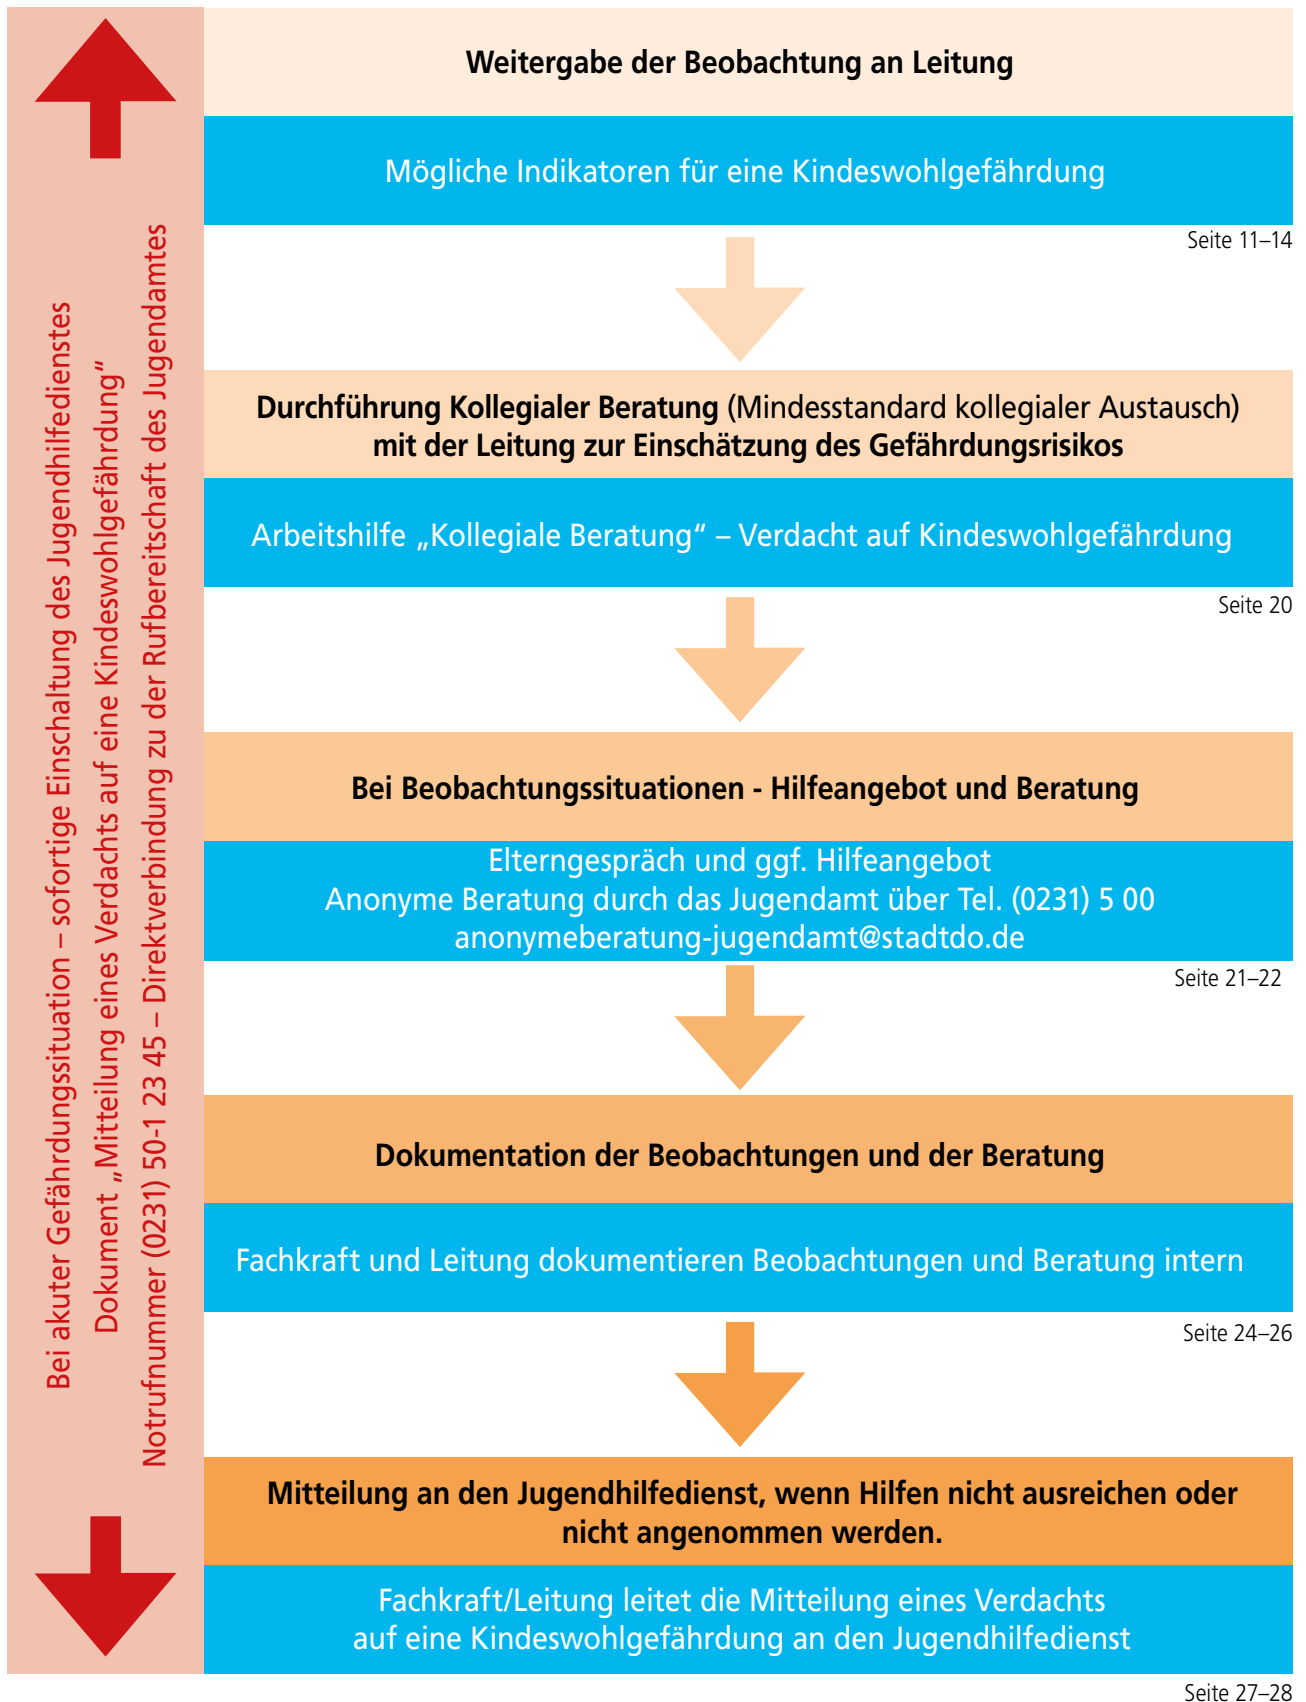 Bei akuter Gefährdungssituation – sofortige Einschaltung des Jugendhilfedienstes
Dokument „Mitteilung eines Verdachts auf eine Kindeswohlgefährdung“
Notrufnummer (0231) 50-1 23 45 – Direktverbindung zu der Rufbereitschaft des Jugendamtes
Weitergabe der Beobachtung an Leitung
Mögliche Indikatoren für eine Kindeswohlgefährdung
Seite 11–14
Durchführung Kollegialer Beratung (Mindesstandard kollegialer Austausch)
mit der Leitung zur Einschätzung des Gefährdungsrisikos
Arbeitshilfe „Kollegiale Beratung“ – Verdacht auf Kindeswohlgefährdung
Seite 20
Bei Beobachtungssituationen - Hilfeangebot und Beratung
Elterngespräch und ggf. Hilfeangebot
Anonyme Beratung durch das Jugendamt über Tel. (0231) 5 00
anonymeberatung-jugendamt@stadtdo.de
Seite 21–22
Dokumentation der Beobachtungen und der Beratung
Fachkraft und Leitung dokumentieren Beobachtungen und Beratung intern
Seite 24–26
Mitteilung an den Jugendhilfedienst, wenn Hilfen nicht ausreichen oder
nicht angenommen werden.
Fachkraft/Leitung leitet die Mitteilung eines Verdachts
auf eine Kindeswohlgefährdung an den Jugendhilfedienst
Seite 27–28